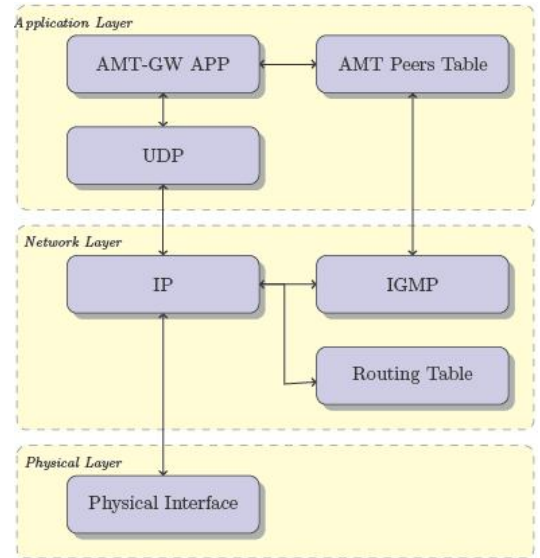 Application Layer
AMT-GW APP
AMT Peers Table
UDP
Network Layer
IP
IGMP
Routing Table
Physical Layer
Physical Interface